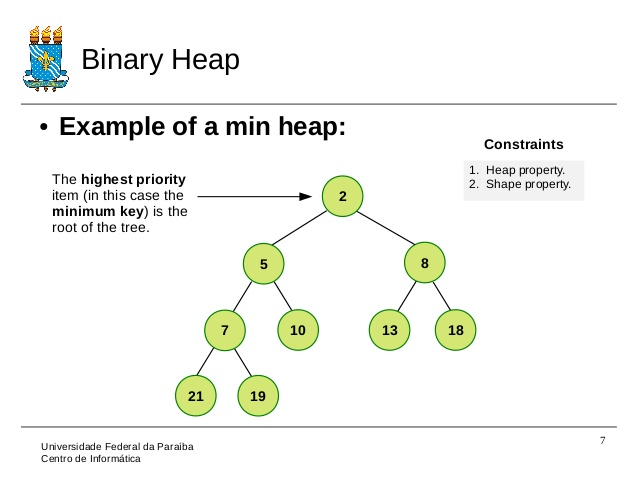 Binary Heap
• Example of a min heap:
Constraints
1. Heap property.
2. Shape property.
The highest priority
item (in this case the
minimum key) is the
root of the tree.
2
5
8
7
10
13
18
21
19
Universidade Federal da Paraíba
Centro de Informática
7